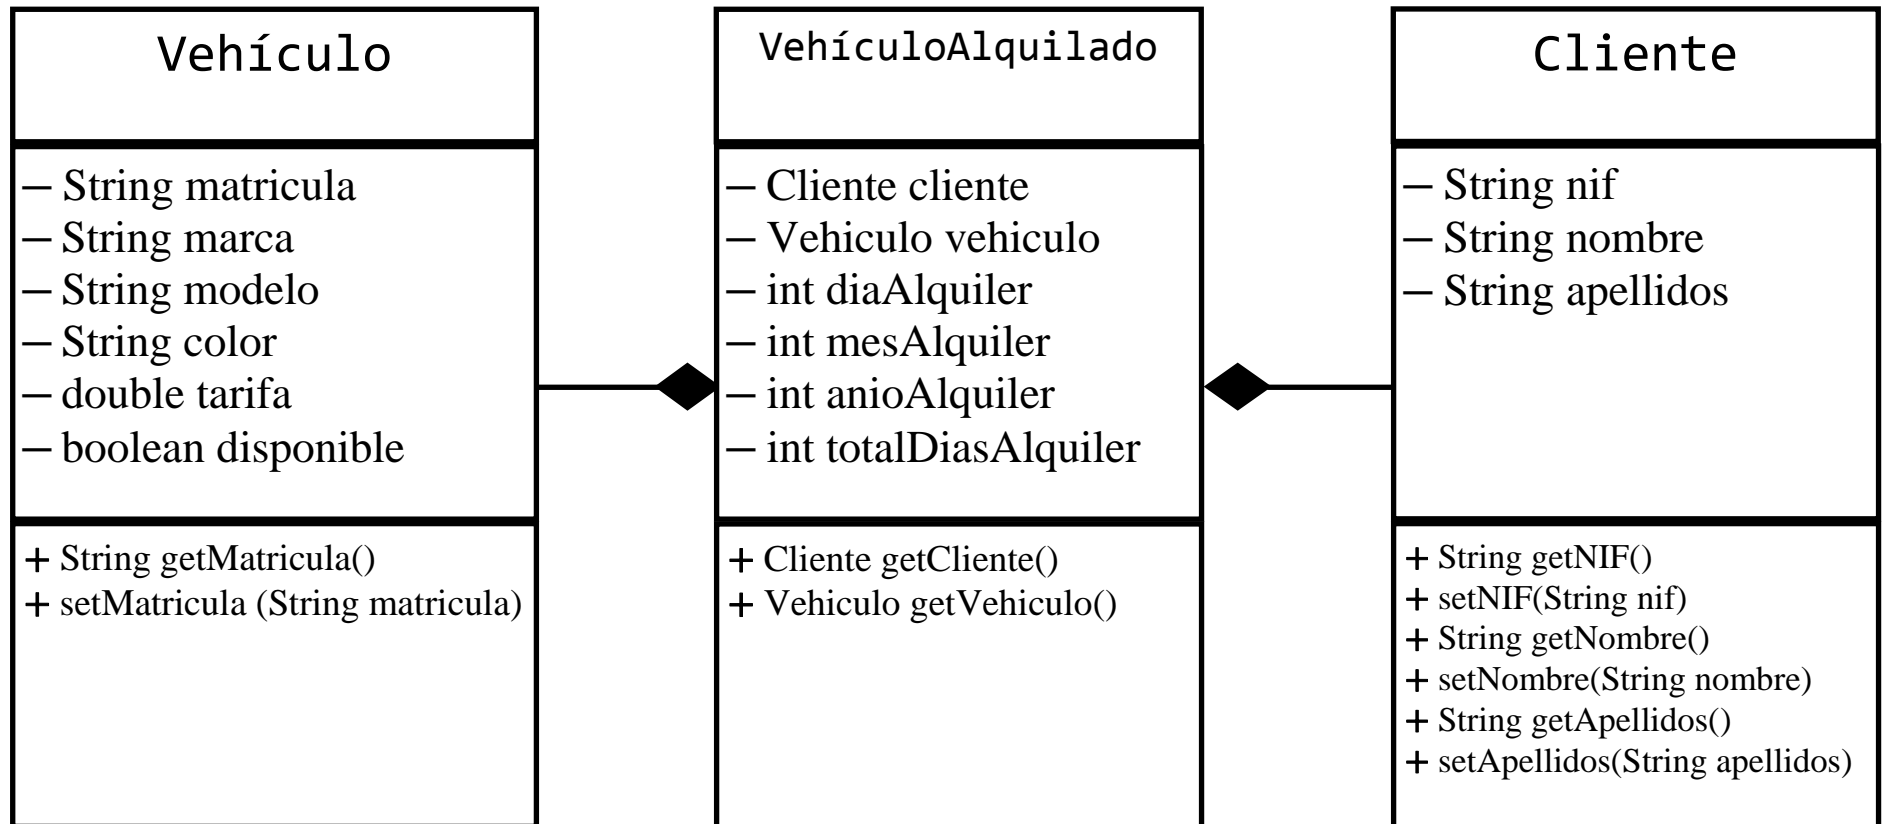 Vehículo
− String matricula
− String marca
− String modelo
− String color
− double tarifa
− boolean disponible
+ String getMatricula()
+ setMatricula (String matricula)
VehículoAlquilado
− Cliente cliente
− Vehiculo vehiculo
− int diaAlquiler
− int mesAlquiler
− int anioAlquiler
− int totalDiasAlquiler
+ Cliente getCliente()
+ Vehiculo getVehiculo()
Cliente
− String nif
− String nombre
− String apellidos
+ String getNIF()
+ setNIF(String nif)
+ String getNombre()
+ setNombre(String nombre)
+ String getApellidos()
+ setApellidos(String apellidos)